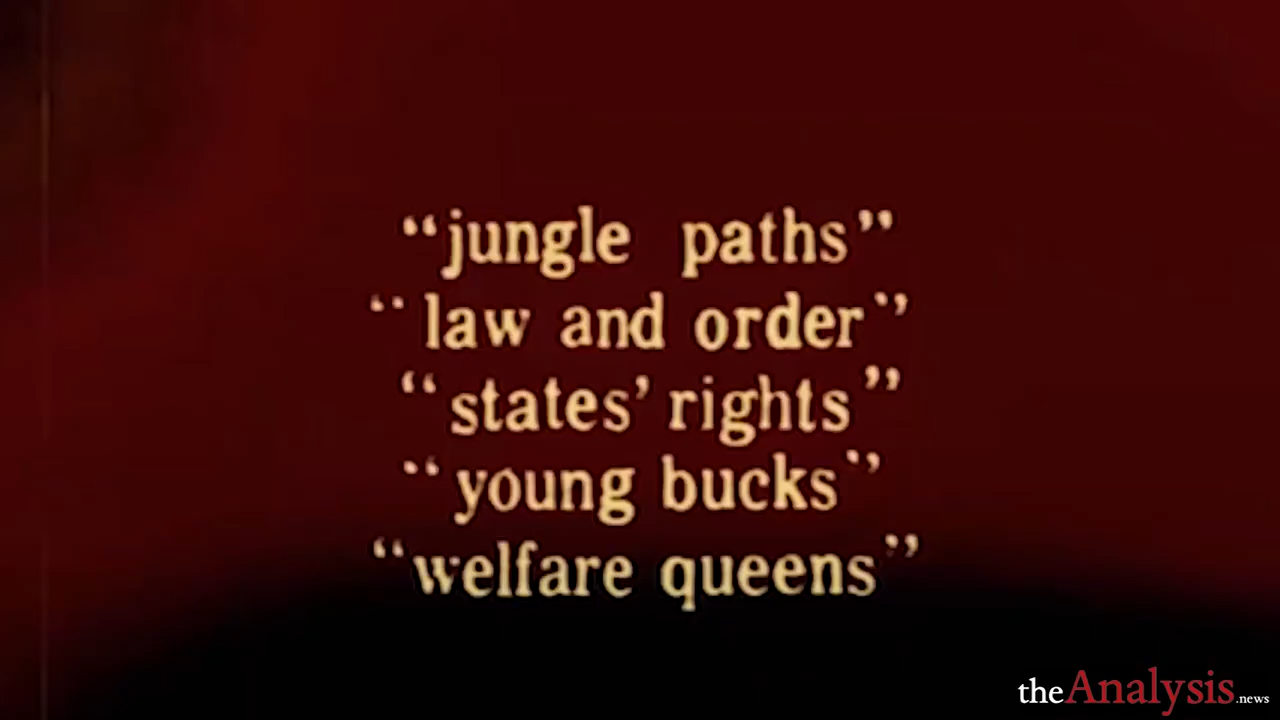 “jungle paths”
“law and order”
“states’ rights”
“young bucks”
“welfare queens”
theAnalysis.news